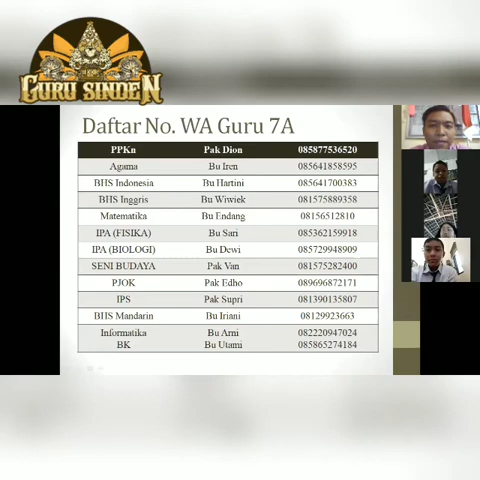 GURU SINDEN
Daftar No. WA Guru 7A
PPKn Pak Dion 085877536520
Agama Bu Iren 085641858595
BHS Indonesia Bu Hartini 085641700383
BHS Inggris Bu Wiwiek 081575889358
Matematika Bu Endang 08156512810
IPA (FISIKA) Bu Sari 085362159918
IPA (BIOLOGI) Bu Dewi 085729948909
SENI BUDAYA Pak Van 081575282400
PJOK Pak Edho 089696872171
IPS Pak Supri 081390135807
BHS Mandarin Bu Iriani 08129923663
Informatika Bu Arni 082220947024
BK Bu Utami 085865274184